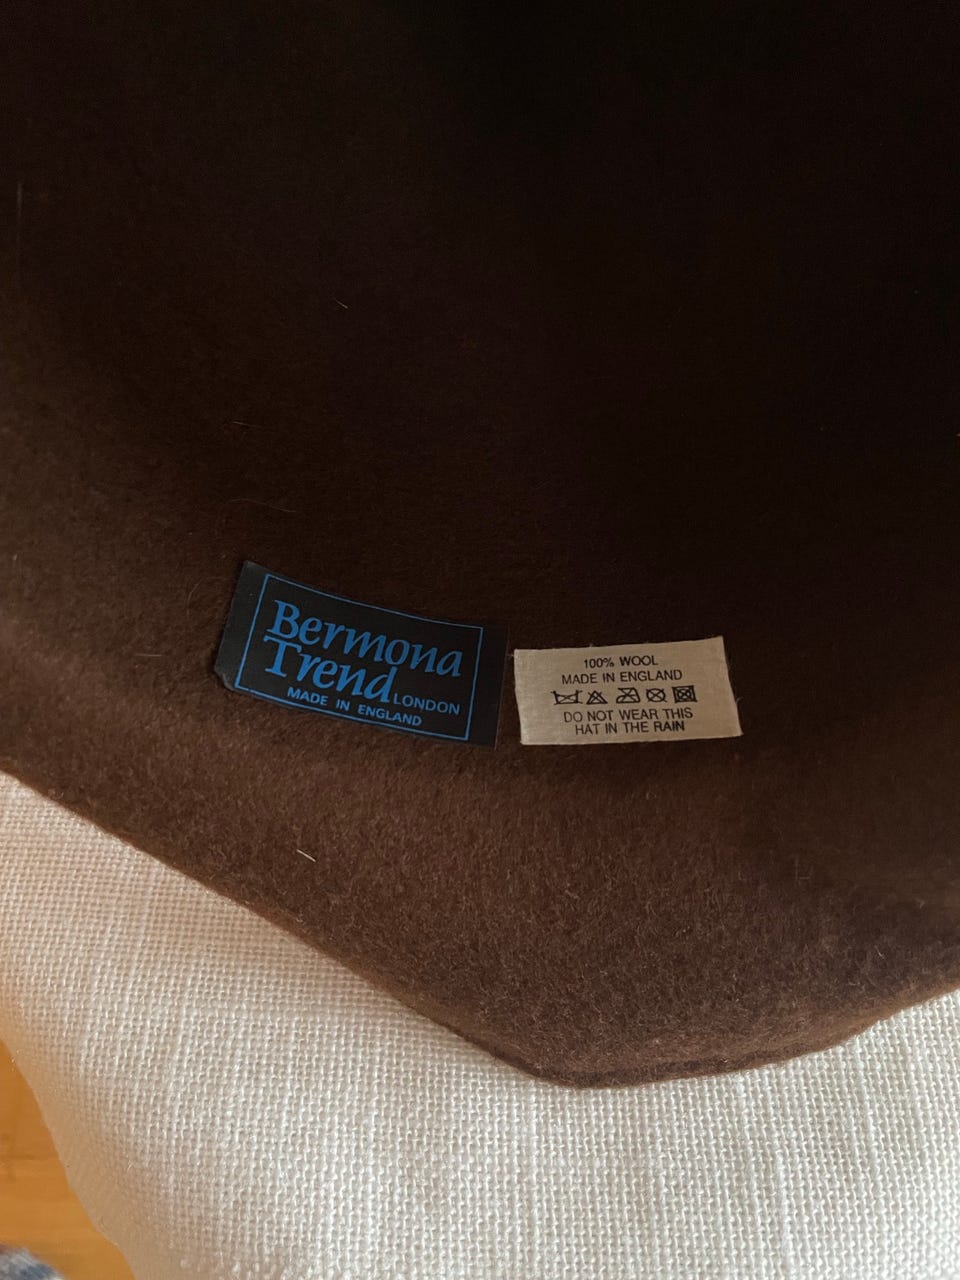 Bermona
Trend LONDON
MADE IN ENGLAND
100% WOOL
MADE IN ENGLAND
DO NOT WEAR THIS
HAT IN THE RAIN